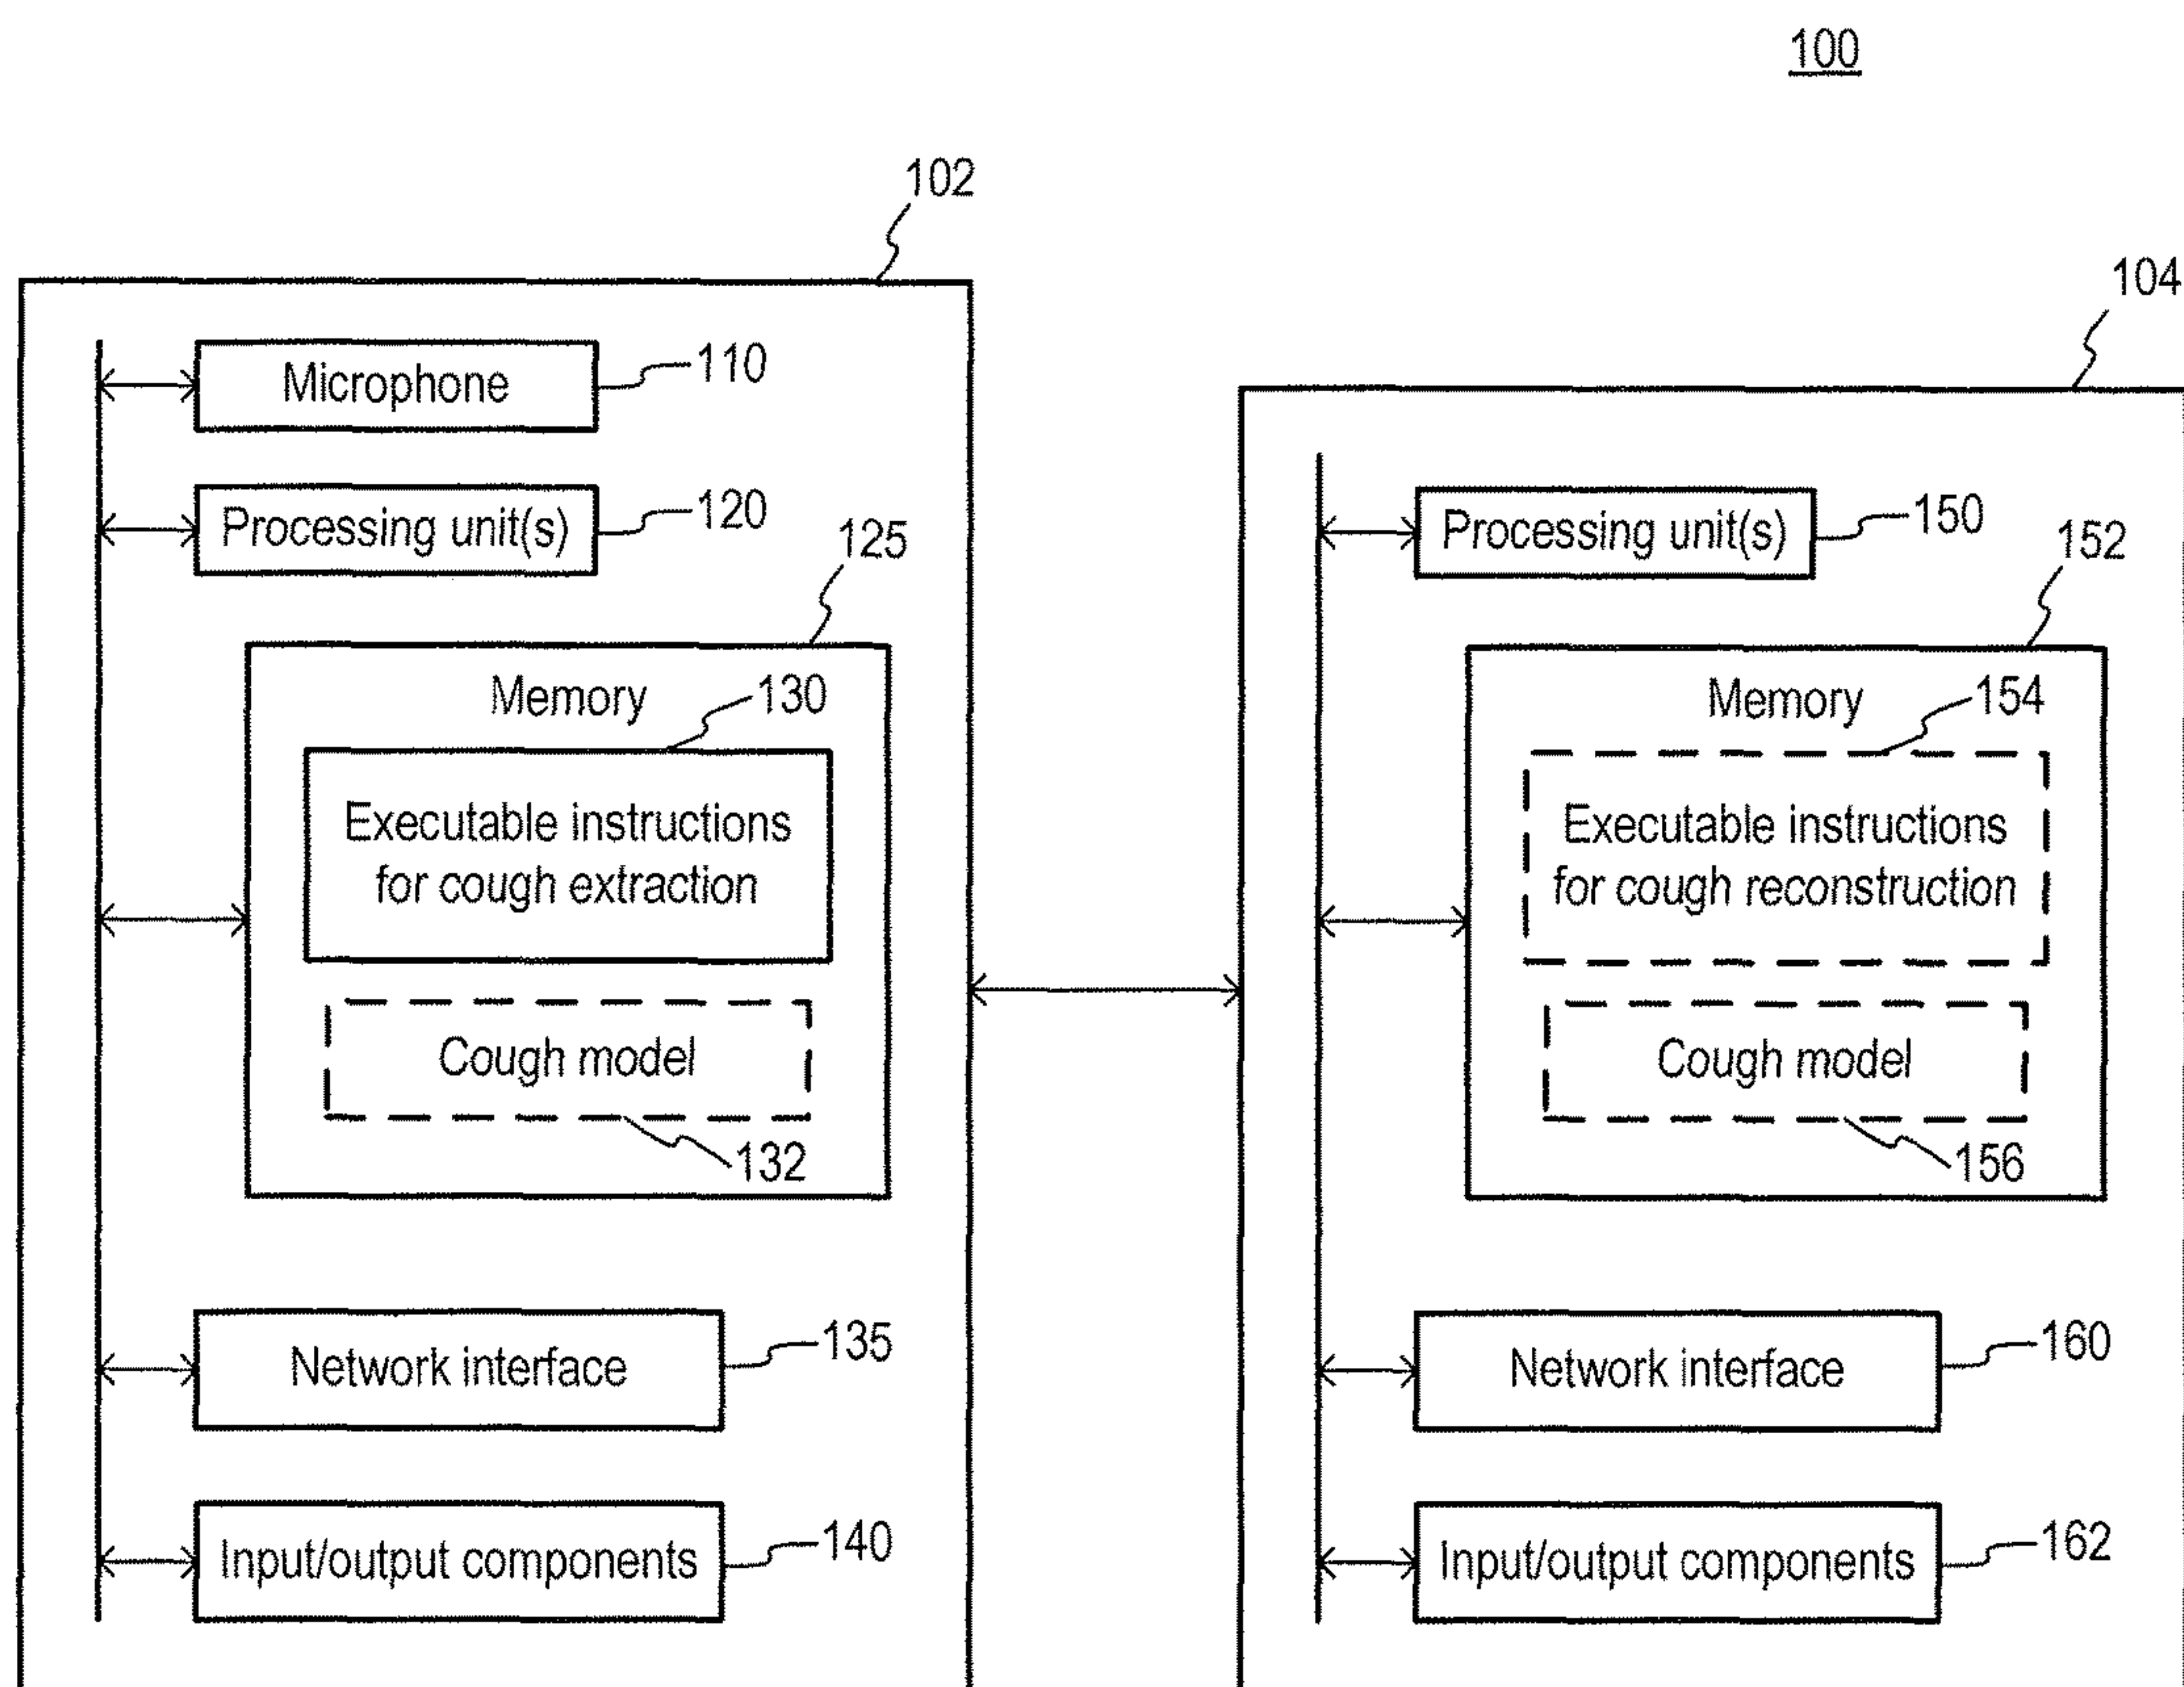 100
102
104
Microphone
110
Processing unit(s)
120
125
Memory
130
Executable instructions
for cough extraction
Cough model
132
Network interface
135
Input/output components
140
Processing unit(s)
150
152
Memory
154
Executable instructions
for cough reconstruction
Cough model
156
Network interface
160
Input/output components
162